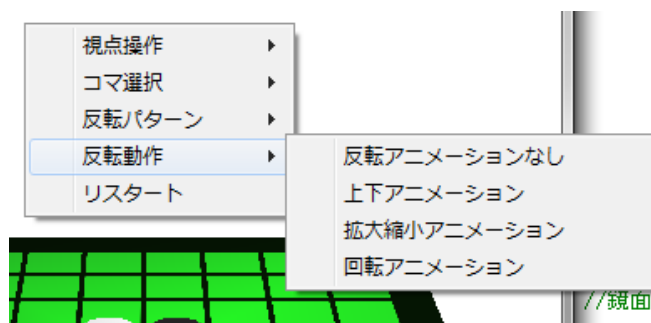 視点操作
コマ選択
反転パターン
反転動作
リスタート
反転アニメーションなし
上下アニメーション
拡大縮小アニメーション
回転アニメーション
//鏡面